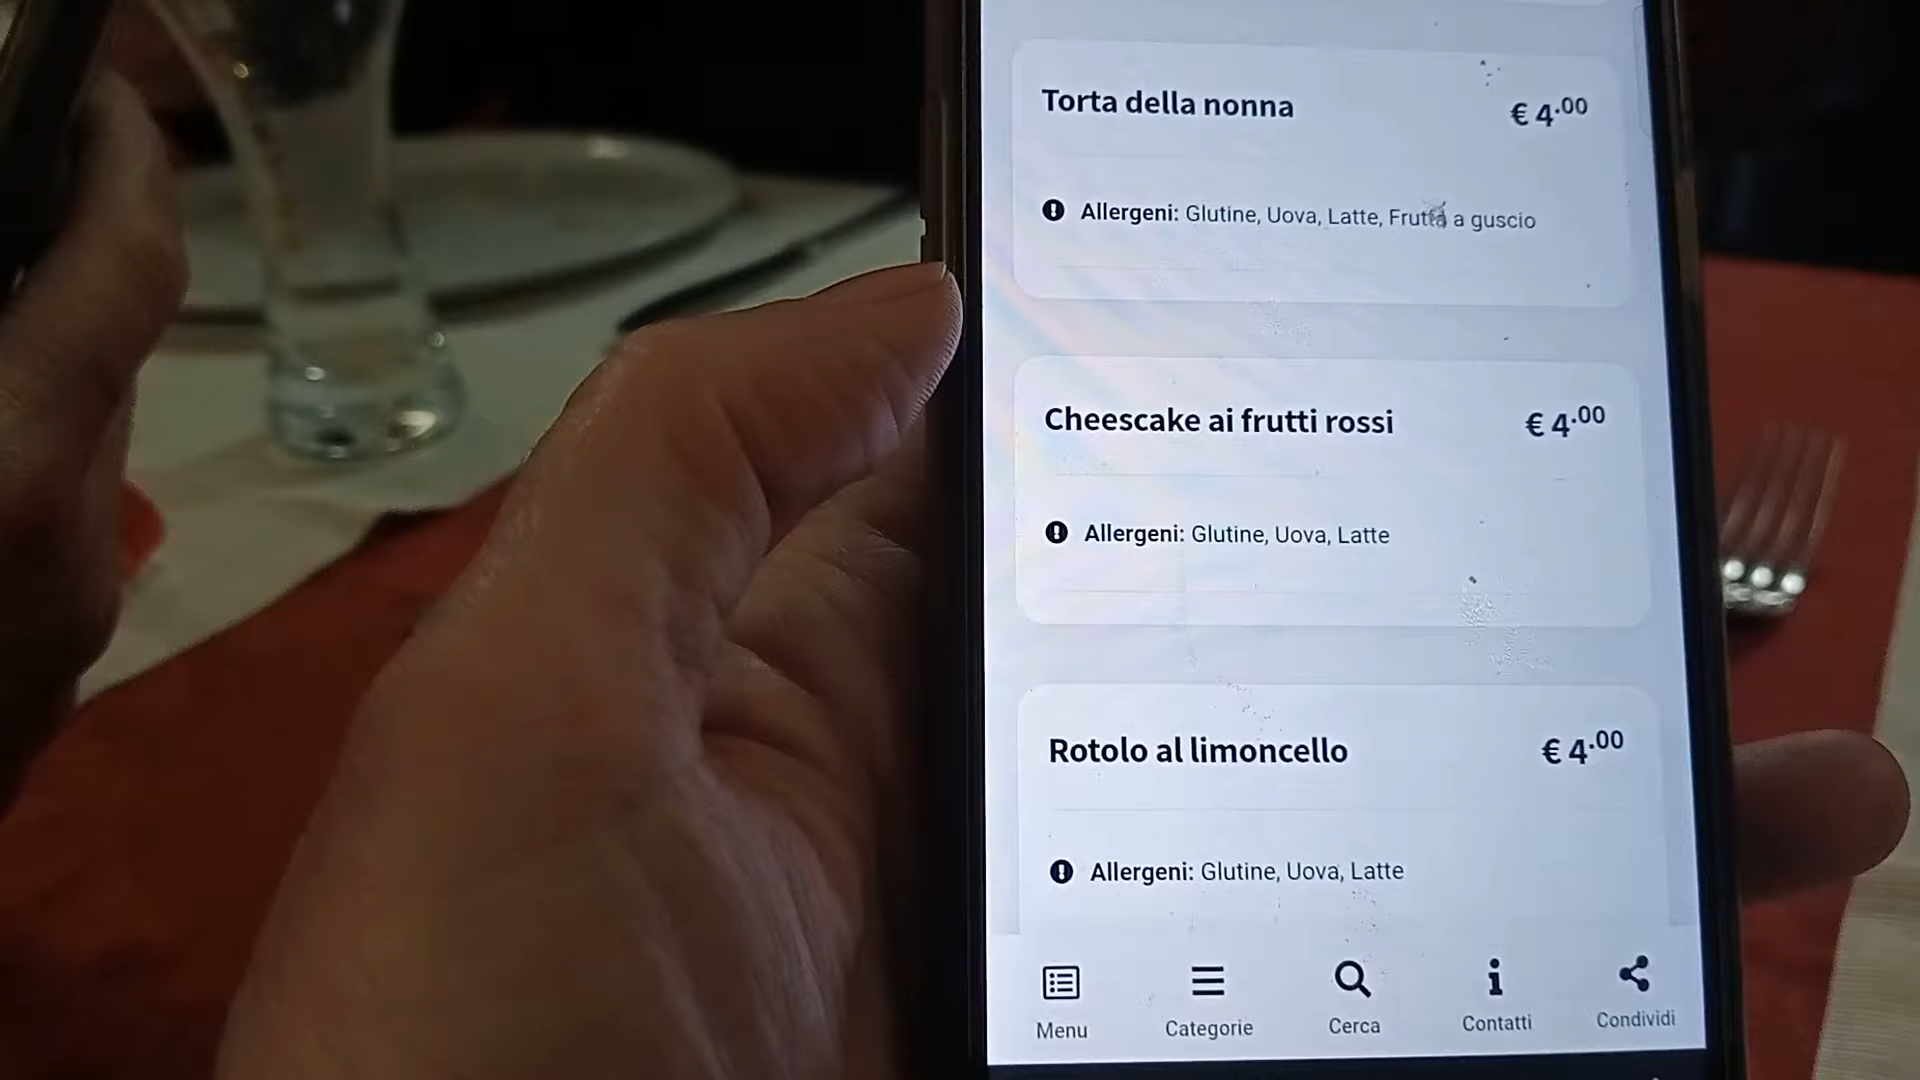 Torta della nonna € 4.00
Allergeni: Glutine, Uova, Latte, Frutta a guscio
Cheescake ai frutti rossi € 4.00
Allergeni: Glutine, Uova, Latte
Rotolo al limoncello € 4.00
Allergeni: Glutine, Uova, Latte
Menu Categorie Cerca Contatti Condividi